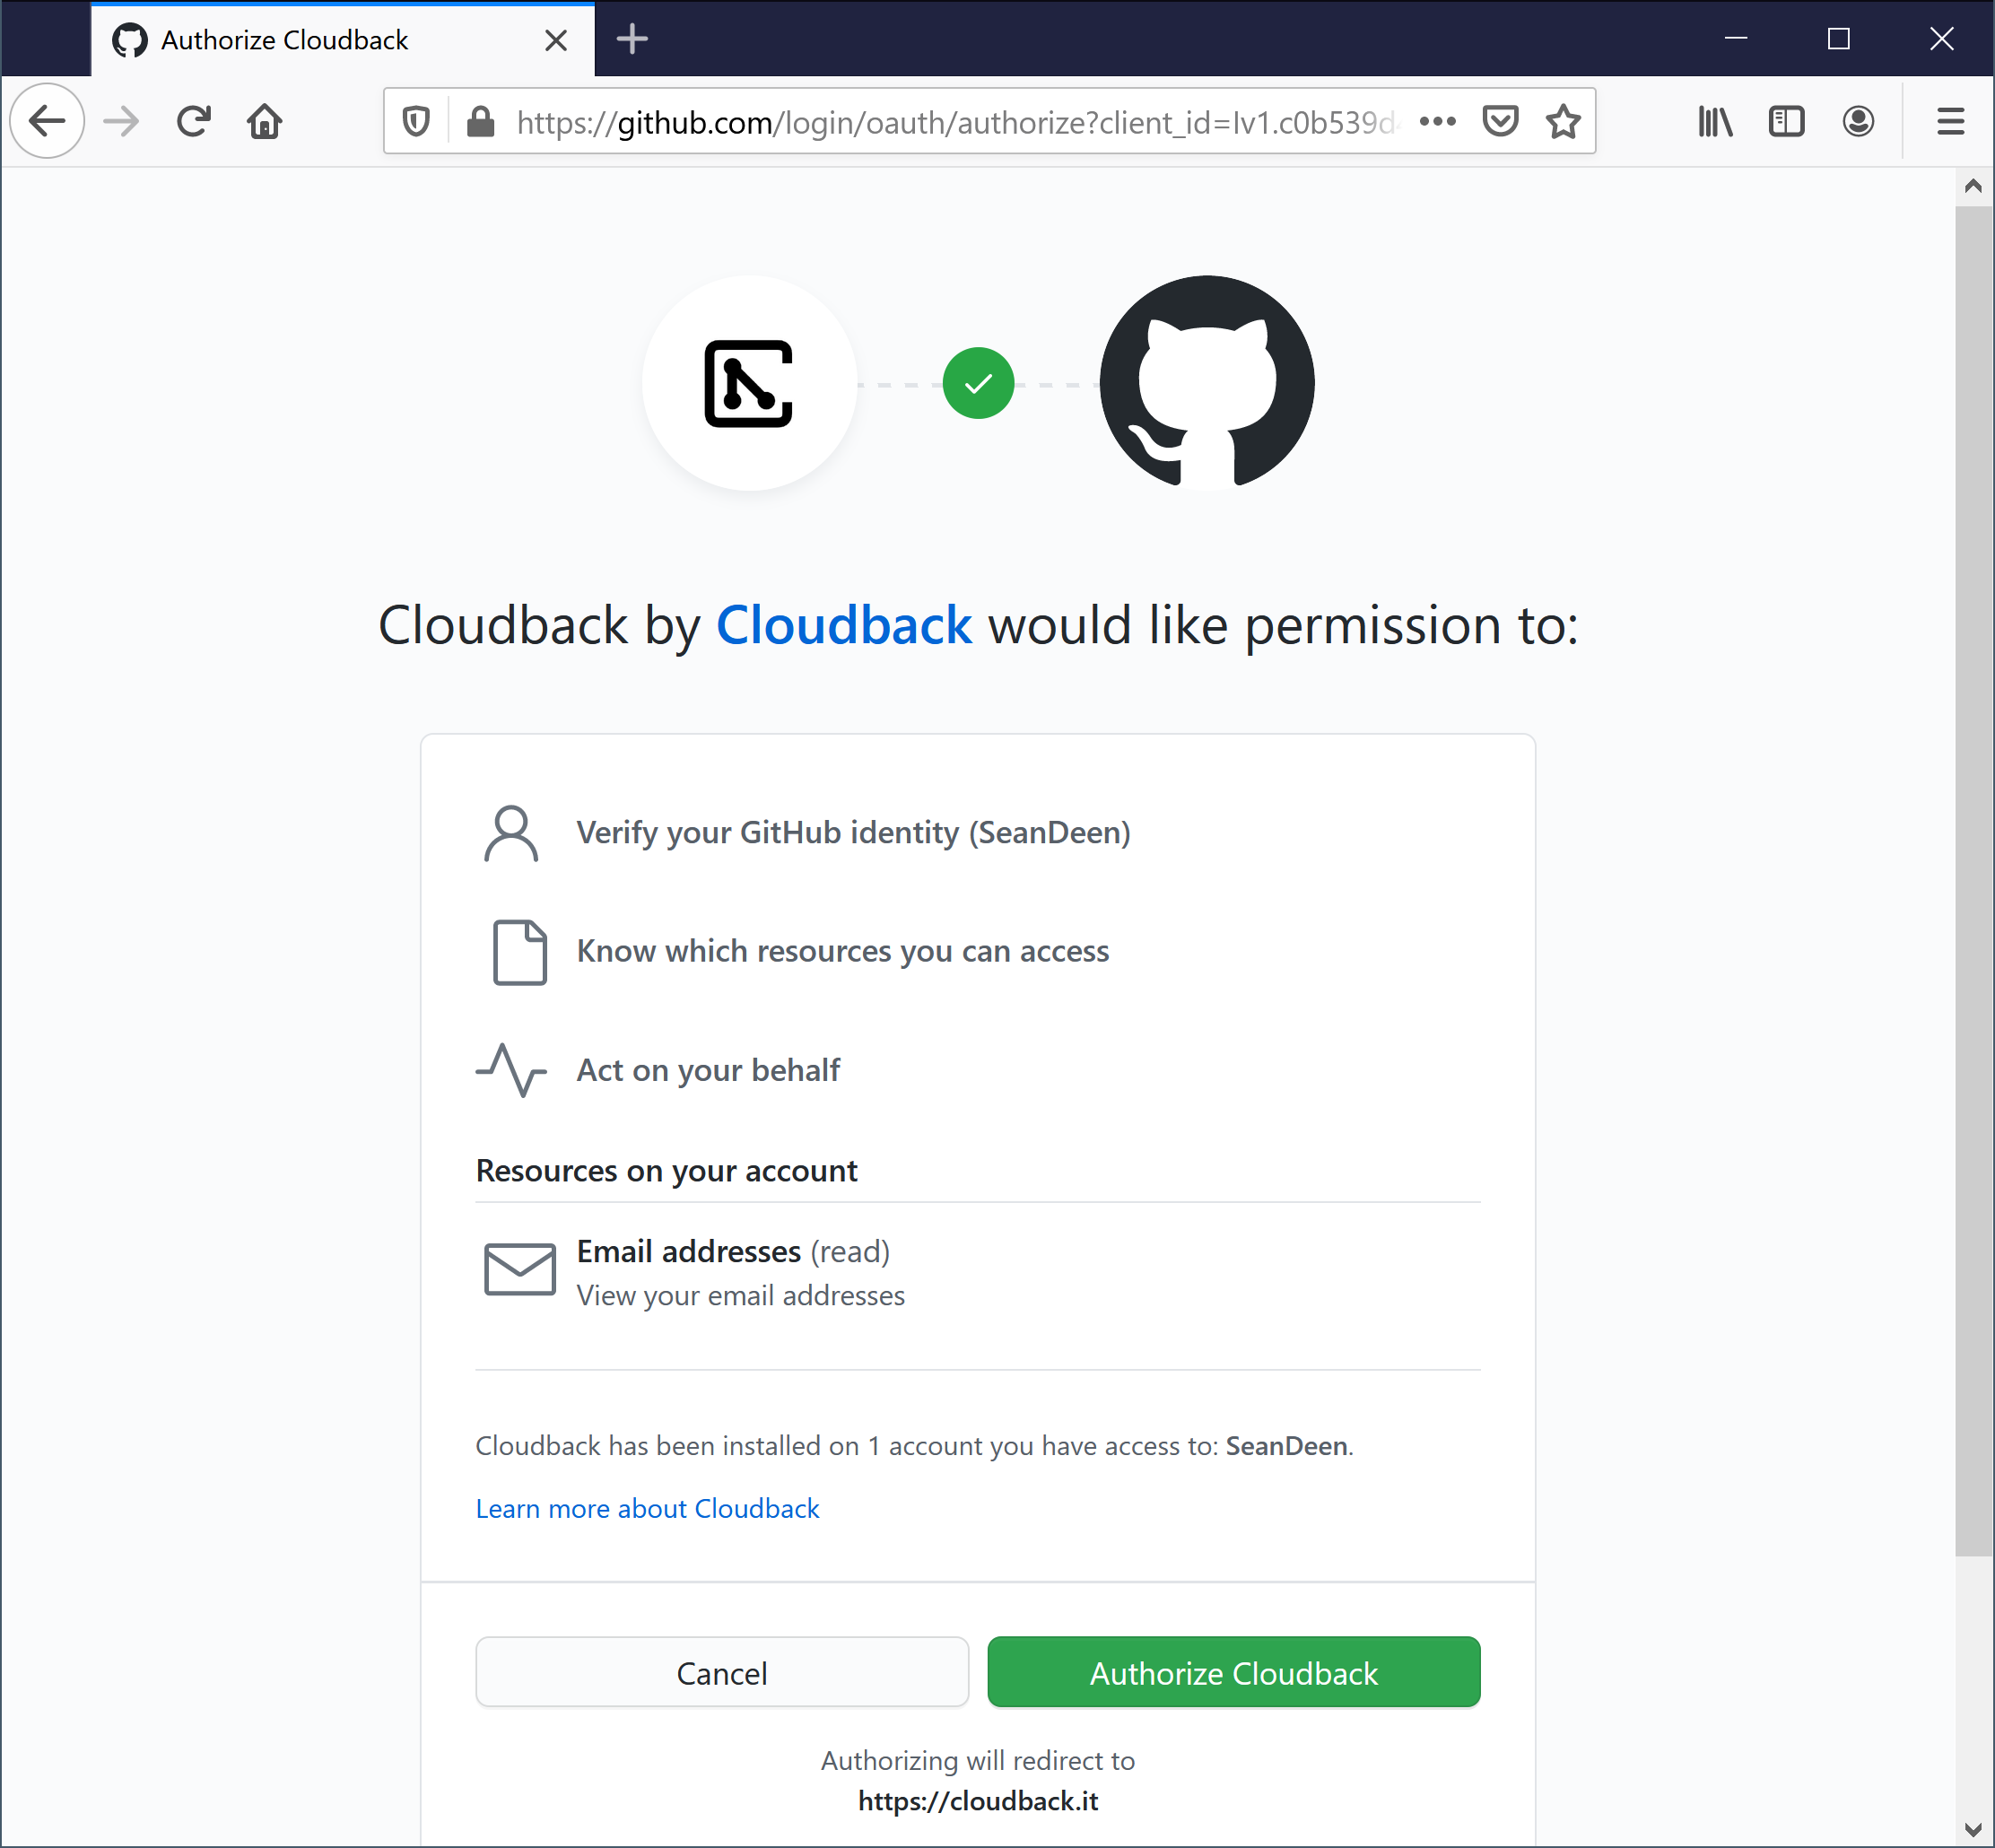 Authorize Cloudback
https://github.com/login/oauth/authorize?client_id=Iv1.c0b539d
Cloudback by Cloudback would like permission to:
Verify your GitHub identity (SeanDeen)
Know which resources you can access
Act on your behalf
Resources on your account
Email addresses (read)
View your email addresses
Cloudback has been installed on 1 account you have access to: SeanDeen.
Learn more about Cloudback
Cancel
Authorize Cloudback
Authorizing will redirect to
https://cloudback.it